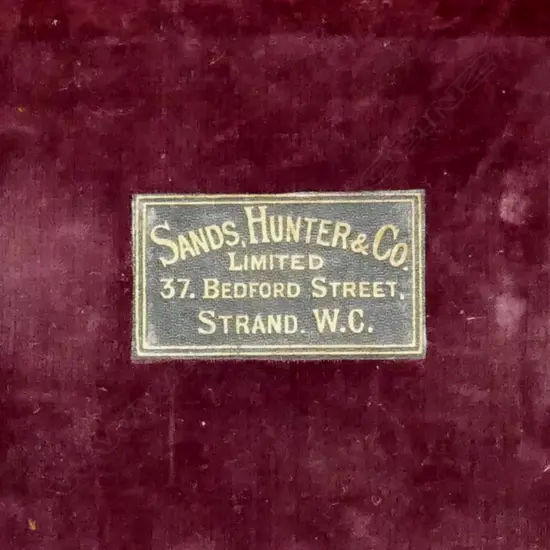 SANDS, HUNTER & CO.
LIMITED
37. BEDFORD STREET,
STRAND. W.C.